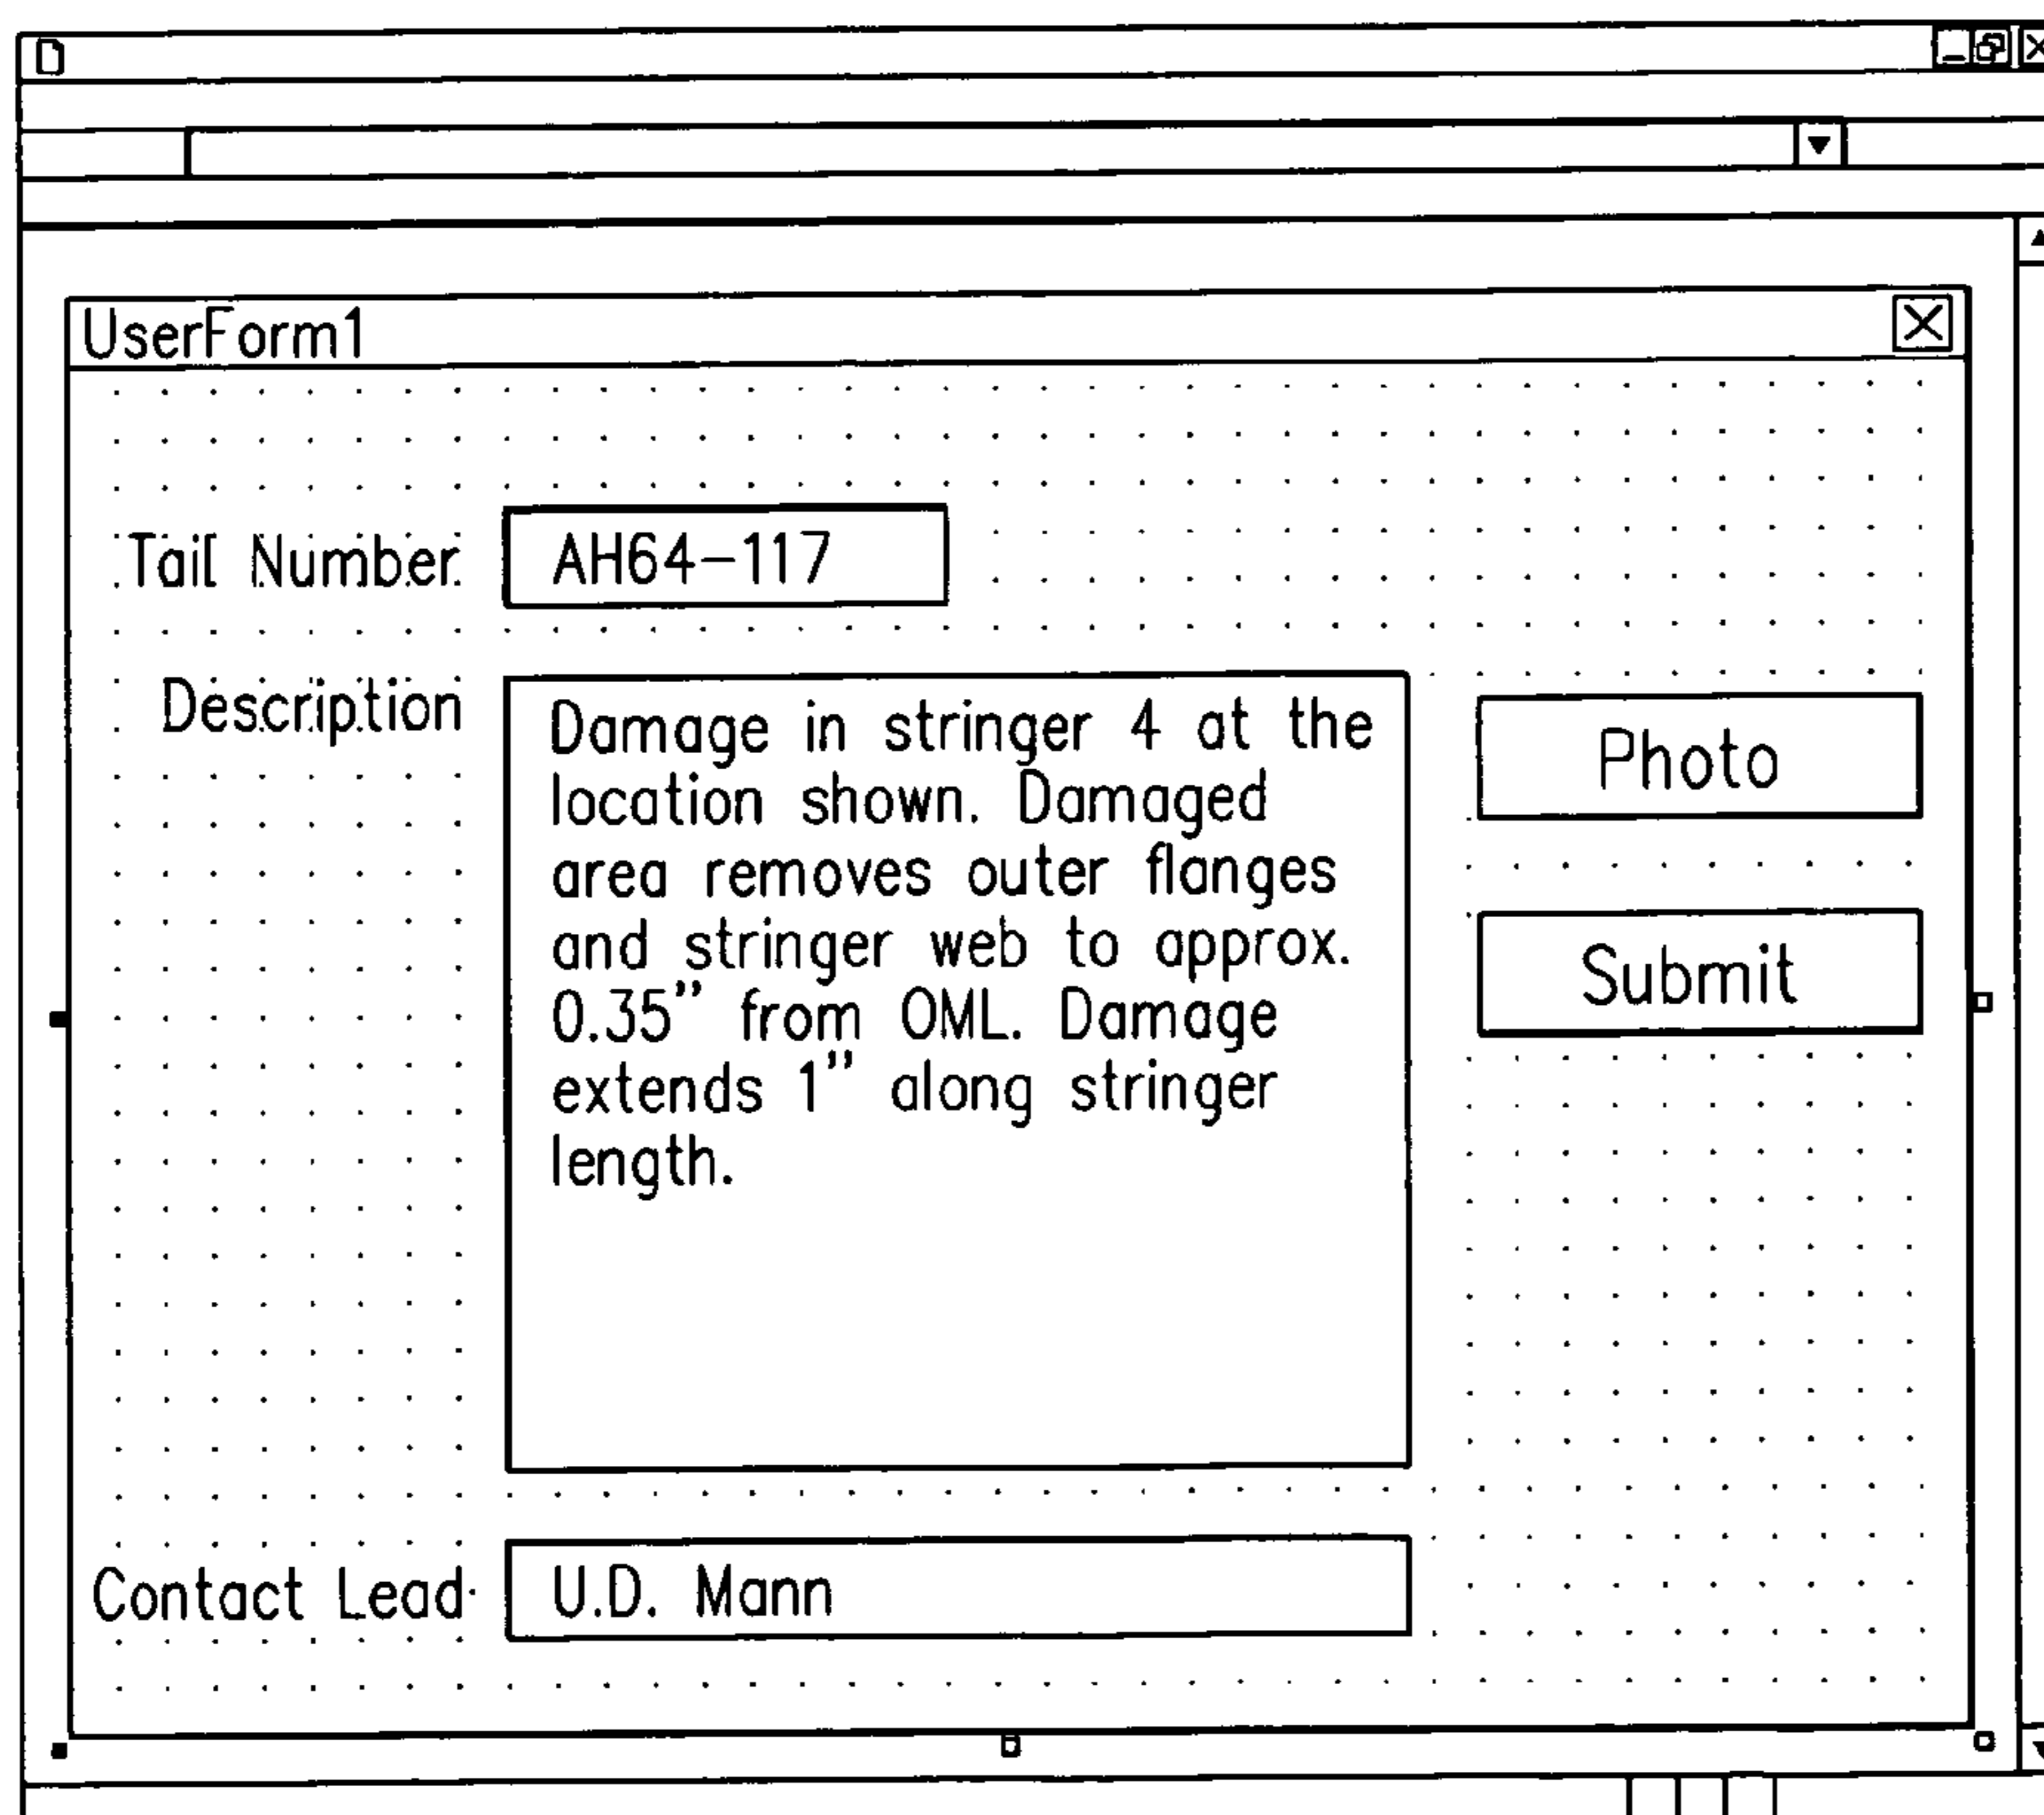 UserForm1
Tail Number AH64-117
Description
Damage in stringer 4 at the
location shown. Damaged
area removes outer flanges
and stringer web to approx.
0.35” from OML. Damage
extends 1” along stringer
length.
Photo
Submit
Contact Lead U.D. Mann